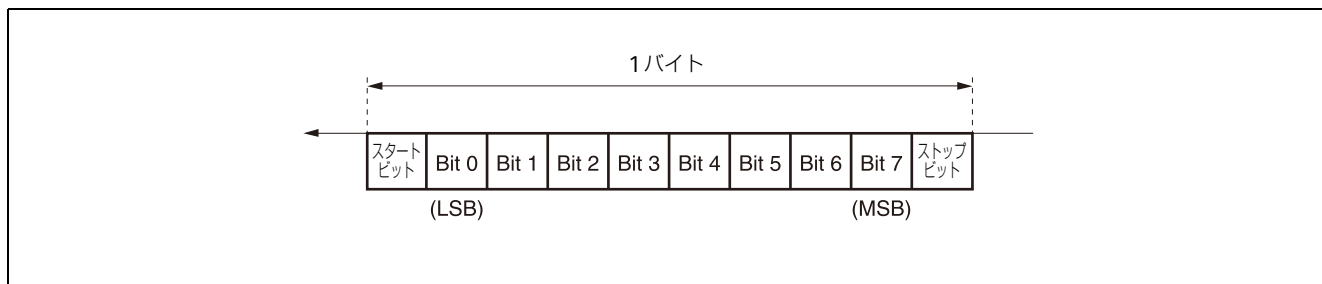 1バイト
スタート
ビット
Bit 0
Bit 1
Bit 2
Bit 3
Bit 4
Bit 5
Bit 6
Bit 7
ストップ
ビット
(LSB)
(MSB)